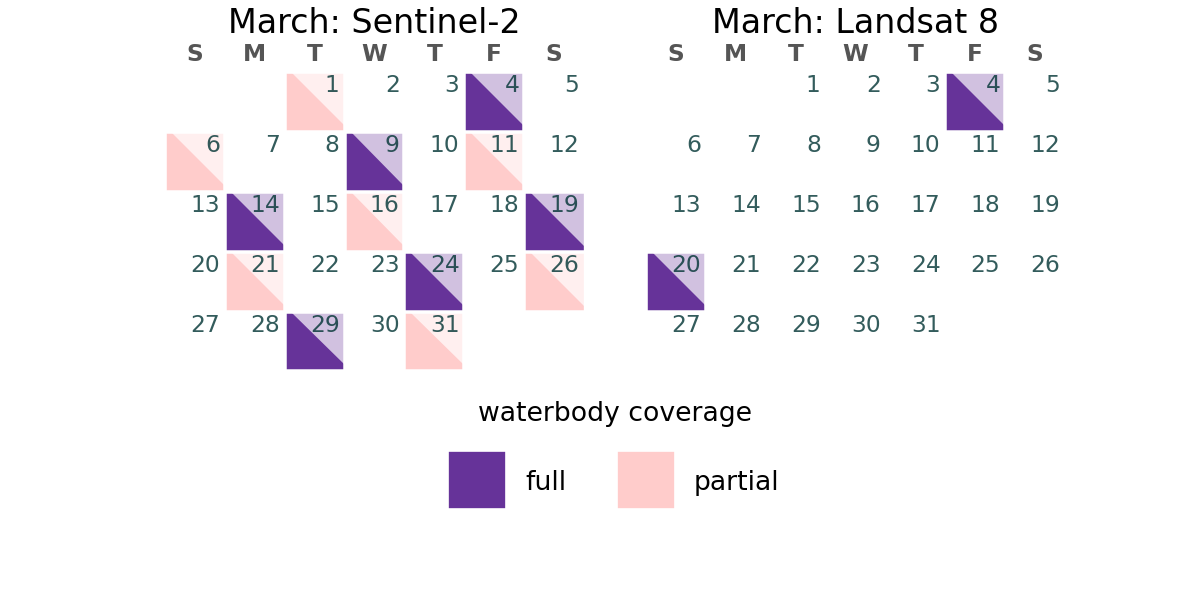 March: Sentinel-2
S M T W T F S
1 2 3 4 5
6 7 8 9 10 11 12
13 14 15 16 17 18 19
20 21 22 23 24 25 26
27 28 29 30 31
March: Landsat 8
S M T W T F S
1 2 3 4 5
6 7 8 9 10 11 12
13 14 15 16 17 18 19
20 21 22 23 24 25 26
27 28 29 30 31
waterbody coverage
full partial